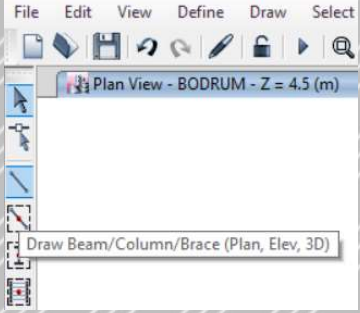 File Edit View Define Draw Select
Plan View - BODRUM - Z = 4.5 (m)
Draw Beam/Column/Brace (Plan, Elev, 3D)